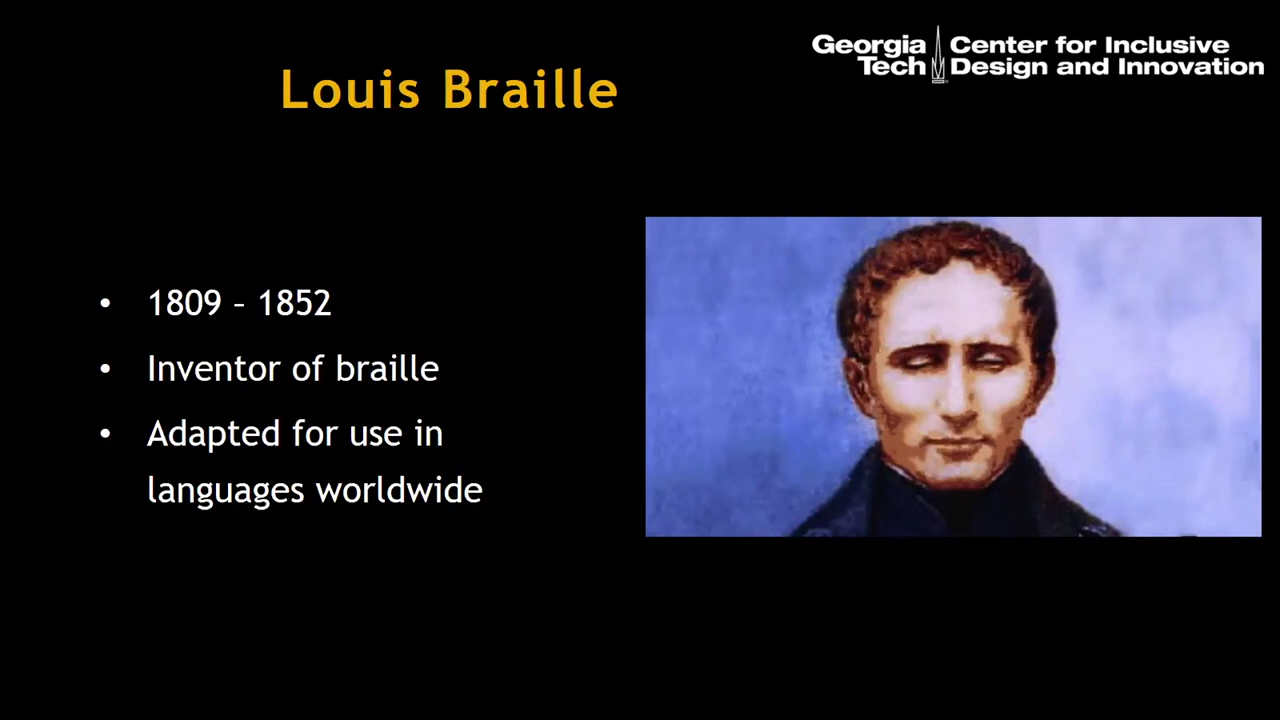 Georgia Tech Center for Inclusive Design and Innovation
Louis Braille
• 1809 – 1852
• Inventor of braille
• Adapted for use in
languages worldwide